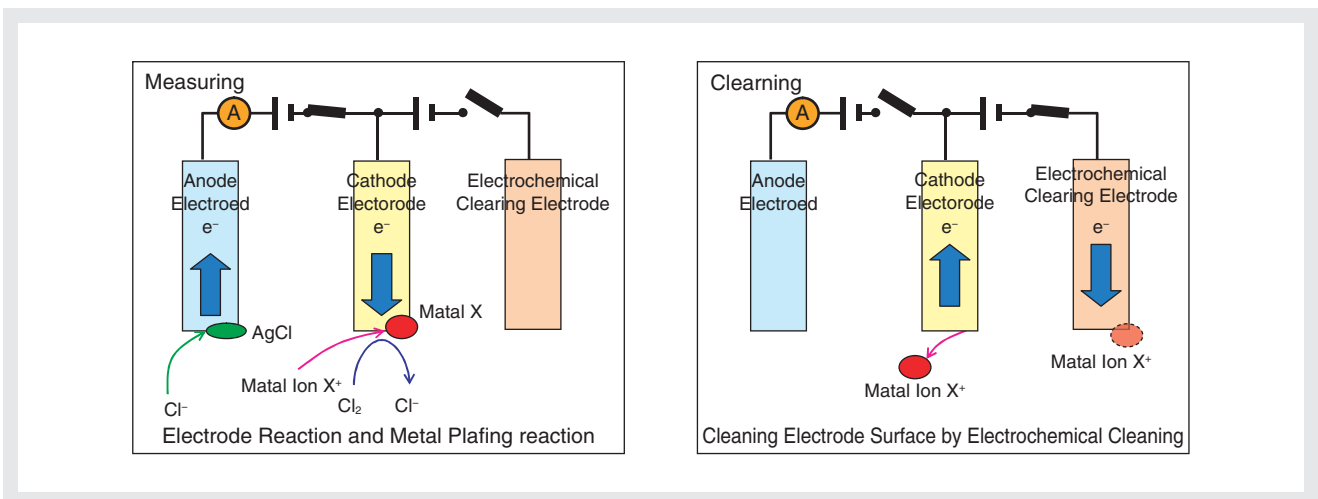 Measuring
A
Anode
Electroed
e⁻
Cathode
Electorode
e⁻
Electrochemical
Clearing Electrode
AgCl
Matal X
Matal Ion X⁺
Cl⁻
Cl₂
Cl⁻
Electrode Reaction and Metal Plafing reaction
Clearning
A
Anode
Electroed
Cathode
Electorode
e⁻
Electrochemical
Clearing Electrode
e⁻
Matal Ion X⁺
Matal Ion X⁺
Cleaning Electrode Surface by Electrochemical Cleaning